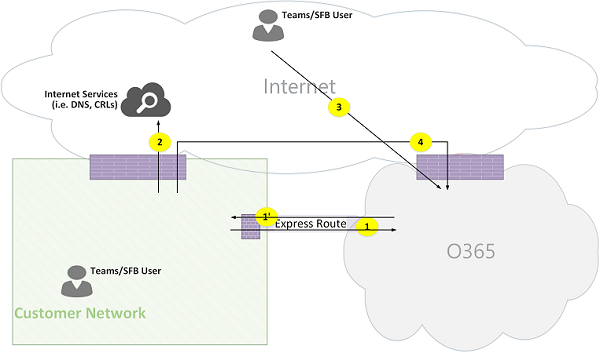 Teams/SFB User
Internet
Internet Services
(i.e. DNS, CRLs)
3
2
4
1'
Express Route
1
O365
Teams/SFB User
Customer Network